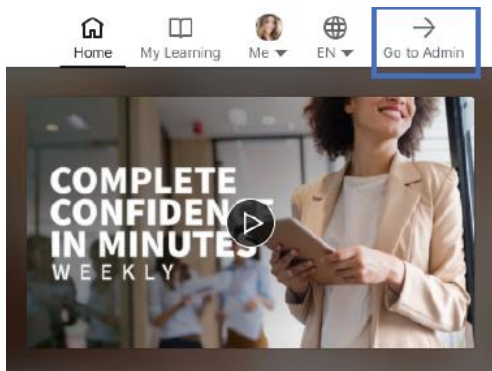 Home My Learning Me EN Go to Admin
COMPLETE
CONFIDENCE
IN MINUTES
WEEKLY